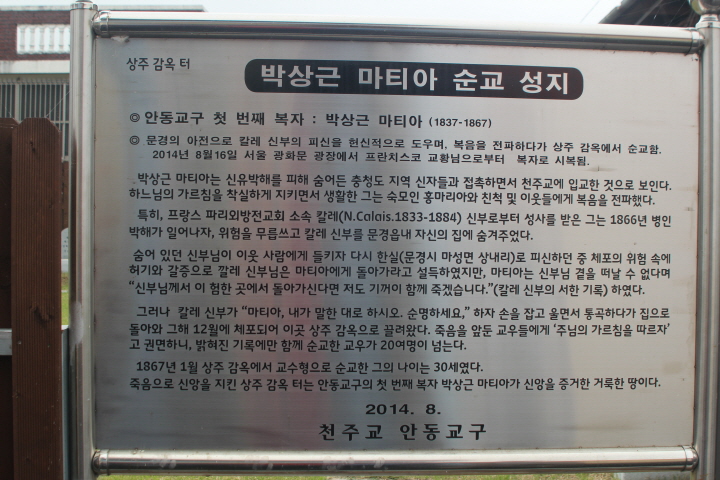 상주 감옥 터
박상근 마티아 순교 성지
◎ 안동교구 첫 번째 복자 : 박상근 마티아 (1837-1867)
◎ 문경의 아전으로 칼레 신부의 피신을 헌신적으로 도우며, 복음을 전파하다가 상주 감옥에서 순교함.
2014년 8월16일 서울 광화문 광장에서 프란치스코 교황님으로부터 복자로 시복됨.
박상근 마티아는 신유박해를 피해 숨어든 충청도 지역 신자들과 접촉하면서 천주교에 입교한 것으로 보인다.
하느님의 가르침을 착실하게 지키면서 생활한 그는 숙모인 홍마리아와 친척 및 이웃들에게 복음을 전파했다.
특히, 프랑스 파리외방전교회 소속 칼레(N.Calais.1833-1884) 신부로부터 성사를 받은 그는 1866년 병인
박해가 일어나자, 위험을 무릅쓰고 칼레 신부를 문경읍내 자신의 집에 숨겨주었다.
숨어 있던 신부님이 이웃 사람에게 들키자 다시 한실(문경시 마성면 상내리)로 피신하던 중 체포의 위험 속에
허기와 갈증으로 깔레 신부님은 마티아에게 돌아가라고 설득하였지만, 마티아는 신부님 곁을 떠날 수 없다며
“신부님께서 이 험한 곳에서 돌아가신다면 저도 기꺼이 함께 죽겠습니다.”(칼레 신부의 서한 기록) 하였다.
그러나 칼레 신부가 “마티아, 내가 말한 대로 하시오. 순명하세요,” 하자 손을 잡고 울면서 통곡하다가 집으로
돌아와 그해 12월에 체포되어 이곳 상주 감옥으로 끌려왔다. 죽음을 앞둔 교우들에게 ‘주님의 가르침을 따르자’
고 권면하니, 밝혀진 기록에만 함께 순교한 교우가 20여명이 넘는다.
1867년 1월 상주 감옥에서 교수형으로 순교한 그의 나이는 30세였다.
죽음으로 신앙을 지킨 상주 감옥 터는 안동교구의 첫 번째 복자 박상근 마티아가 신앙을 증거한 거룩한 땅이다.
2014. 8.
천주교 안동교구